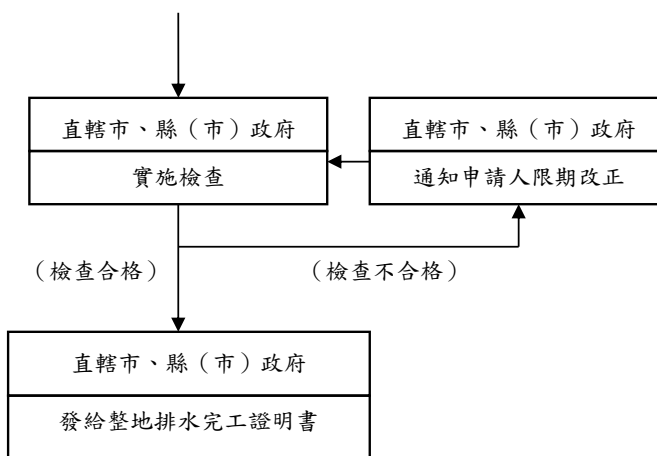 直轄市、縣（市）政府
實施檢查
直轄市、縣（市）政府
通知申請人限期改正
（檢查合格）
（檢查不合格）
直轄市、縣（市）政府
發給整地排水完工證明書